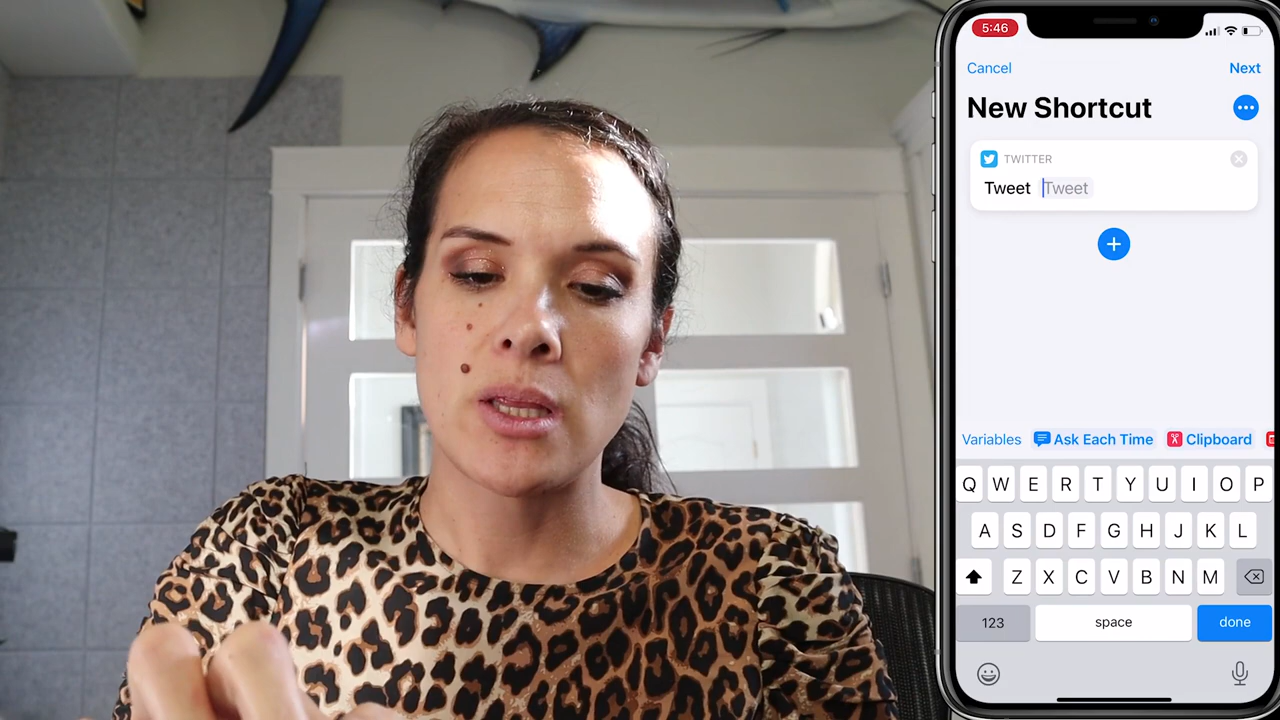 5:46
Cancel Next
New Shortcut
TWITTER
Tweet Tweet
Variables Ask Each Time Clipboard
Q W E R T Y U I O P
A S D F G H J K L
Z X C V B N M
123 space done